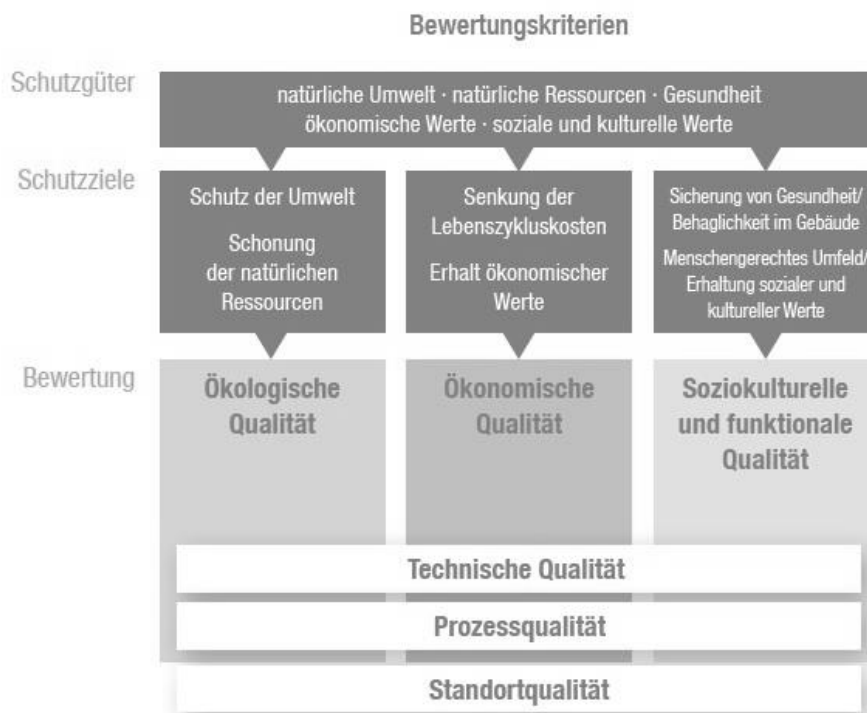 Bewertungskriterien
Schutzgüter
natürliche Umwelt · natürliche Ressourcen · Gesundheit
ökonomische Werte · soziale und kulturelle Werte
Schutzziele
Schutz der Umwelt
Schonung
der natürlichen
Ressourcen
Senkung der
Lebenszykluskosten
Erhalt ökonomischer
Werte
Sicherung von Gesundheit/
Behaglichkeit im Gebäude
Menschengerechtes Umfeld/
Erhaltung sozialer und
kultureller Werte
Bewertung
Ökologische
Qualität
Ökonomische
Qualität
Soziokulturelle
und funktionale
Qualität
Technische Qualität
Prozessqualität
Standortqualität